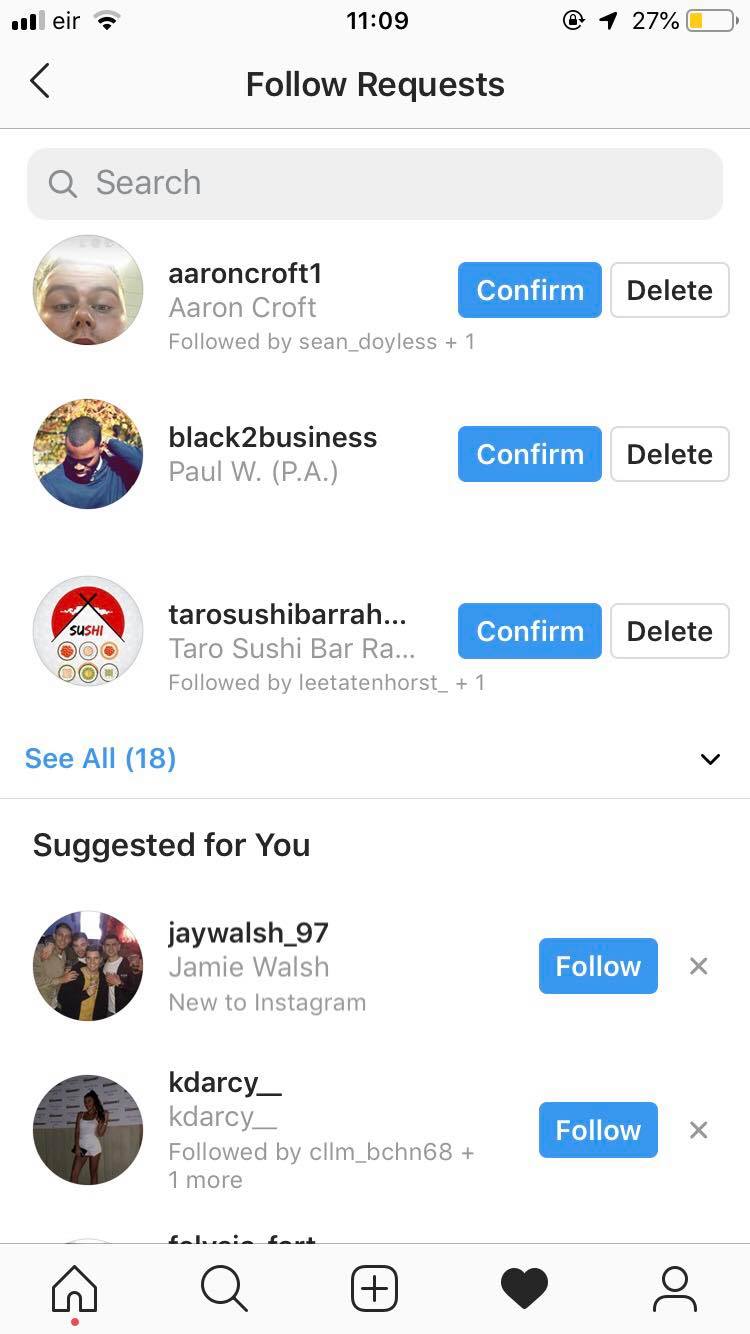 eir 11:09 27%
Follow Requests
Search
aaroncroft1
Aaron Croft
Followed by sean_doyless + 1
Confirm Delete
black2business
Paul W. (P.A.)
Confirm Delete
SUSHI
tarosushibarrah...
Taro Sushi Bar Ra...
Followed by leetatenhorst_ + 1
Confirm Delete
See All (18)
Suggested for You
jaywalsh_97
Jamie Walsh
New to Instagram
Follow
kdarcy__
kdarcy__
Followed by cllm_bchn68 +
1 more
Follow